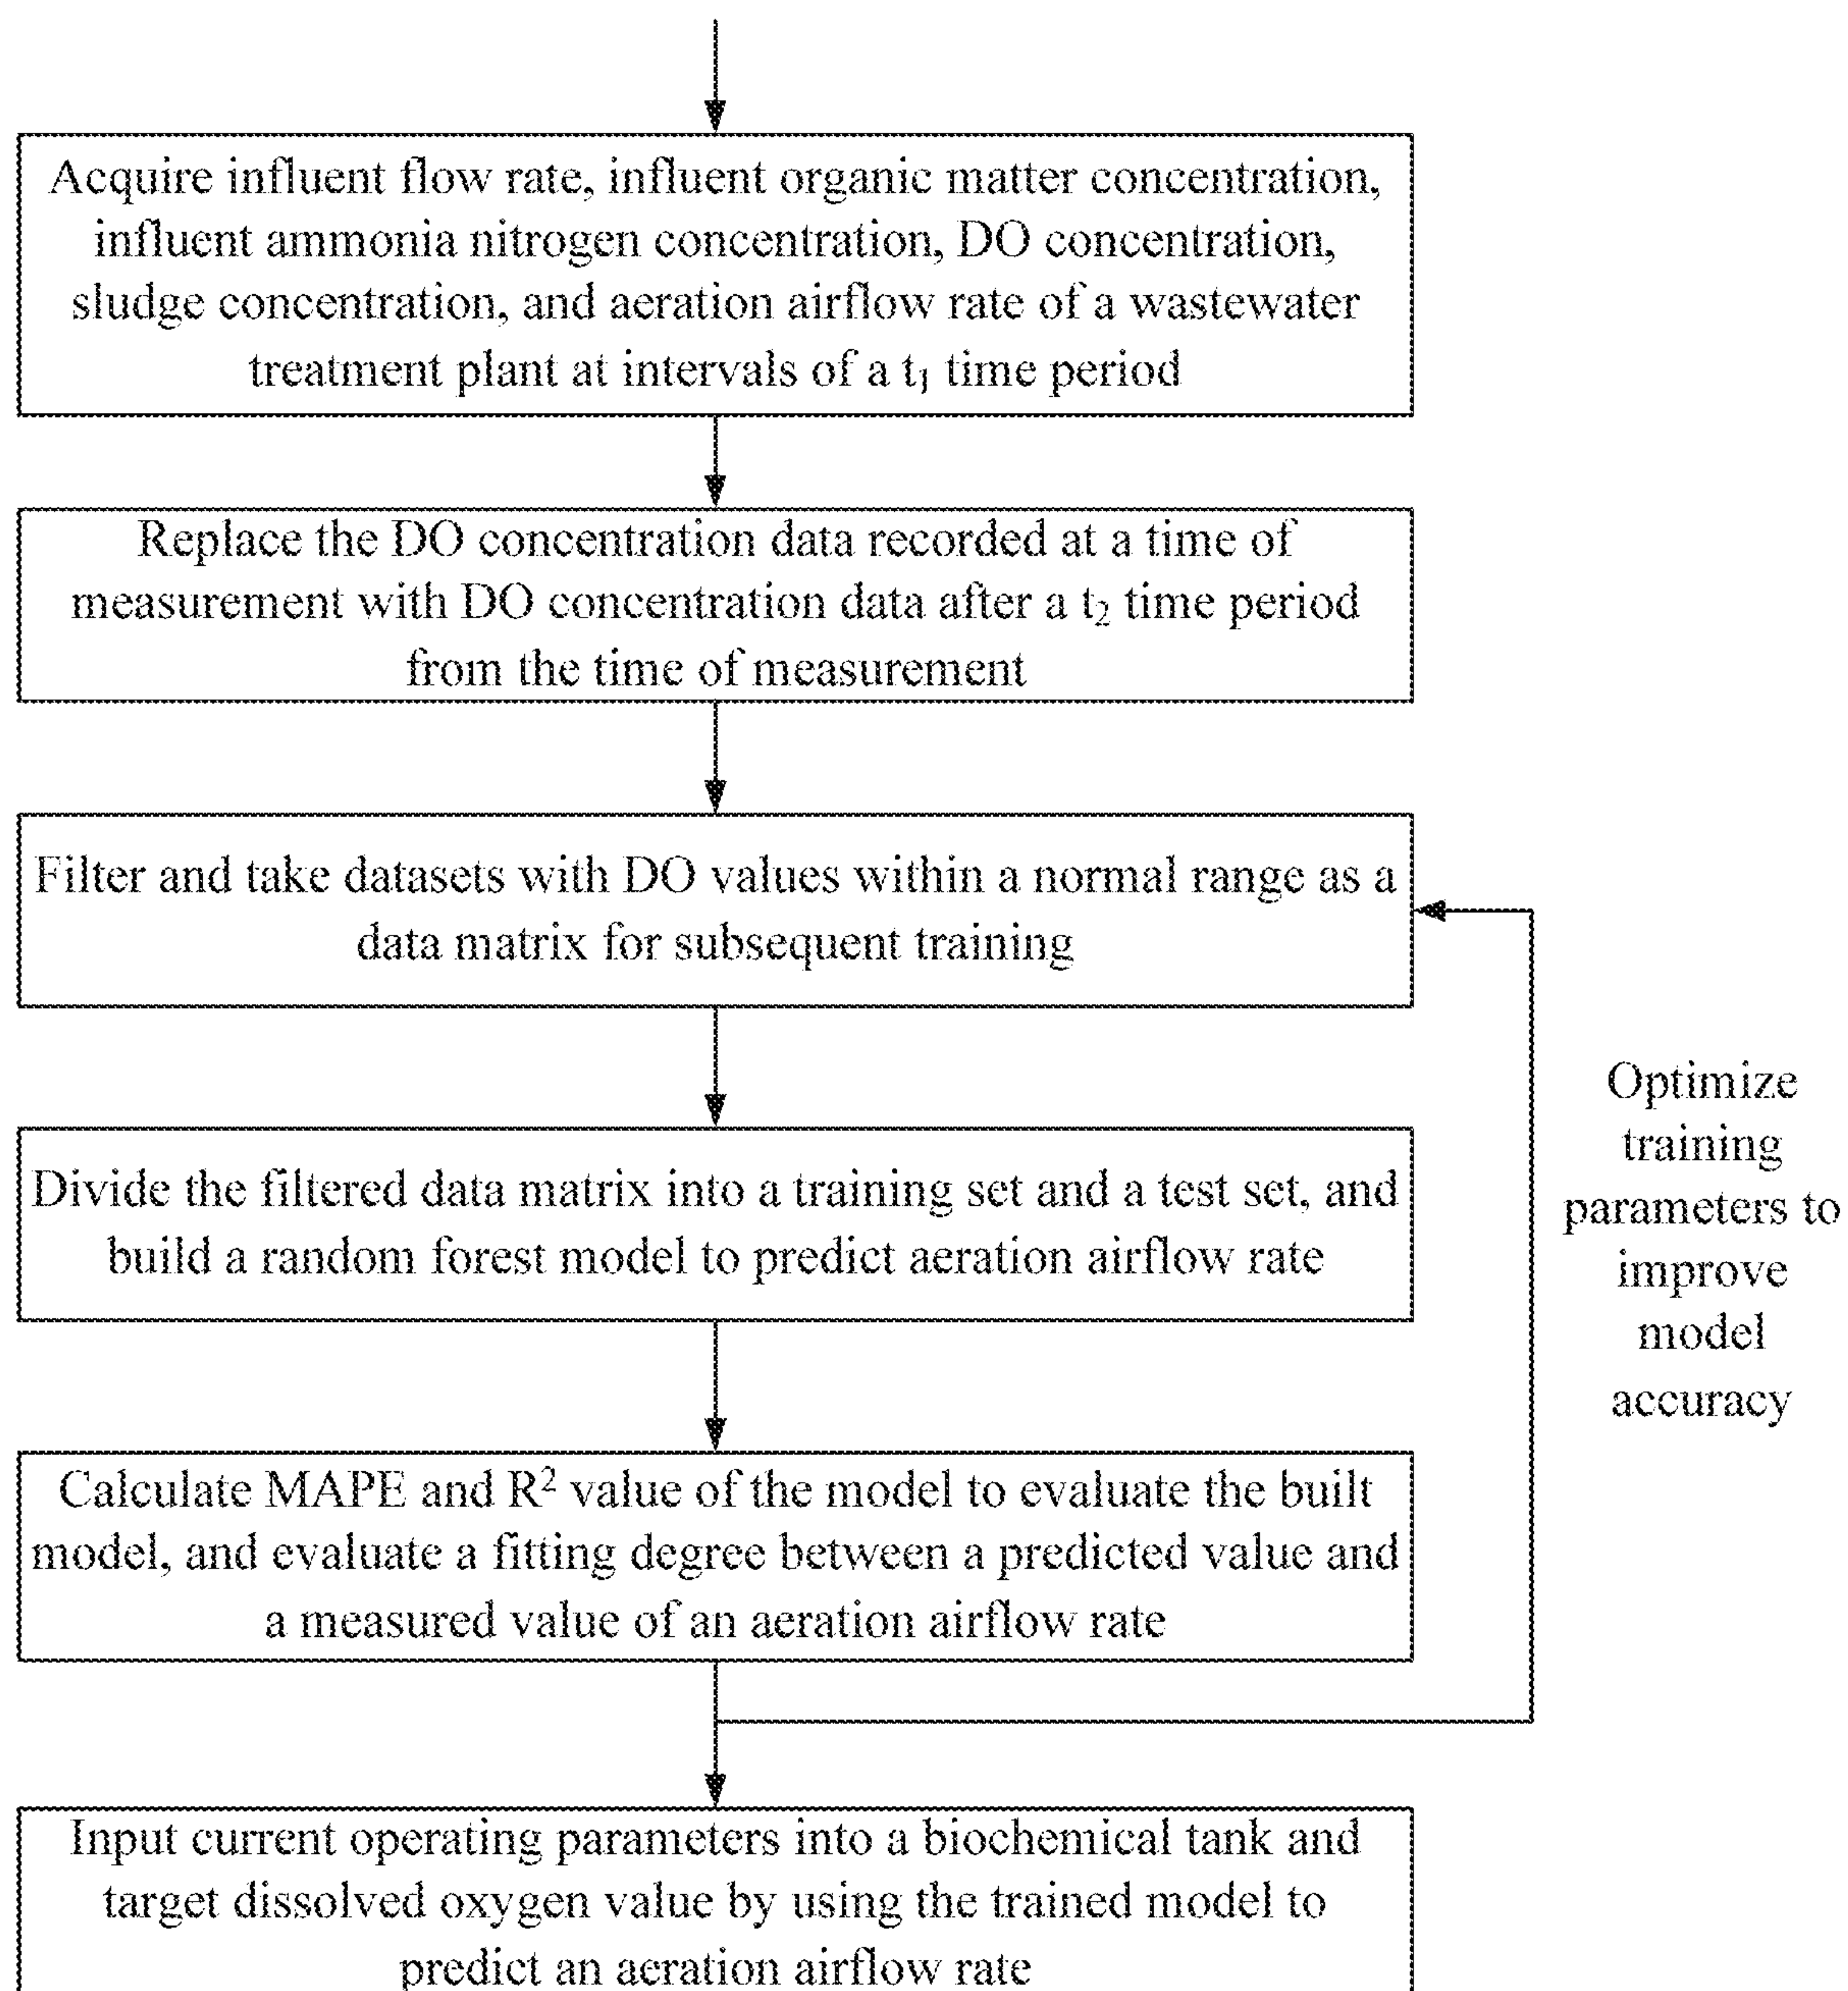 Acquire influent flow rate, influent organic matter concentration,
influent ammonia nitrogen concentration, DO concentration,
sludge concentration, and aeration airflow rate of a wastewater
treatment plant at intervals of a t₁ time period
Replace the DO concentration data recorded at a time of
measurement with DO concentration data after a t₂ time period
from the time of measurement
Filter and take datasets with DO values within a normal range as a
data matrix for subsequent training
Divide the filtered data matrix into a training set and a test set, and
build a random forest model to predict aeration airflow rate
Calculate MAPE and R² value of the model to evaluate the built
model, and evaluate a fitting degree between a predicted value and
a measured value of an aeration airflow rate
Input current operating parameters into a biochemical tank and
target dissolved oxygen value by using the trained model to
predict an aeration airflow rate
Optimize
training
parameters to
improve
model
accuracy